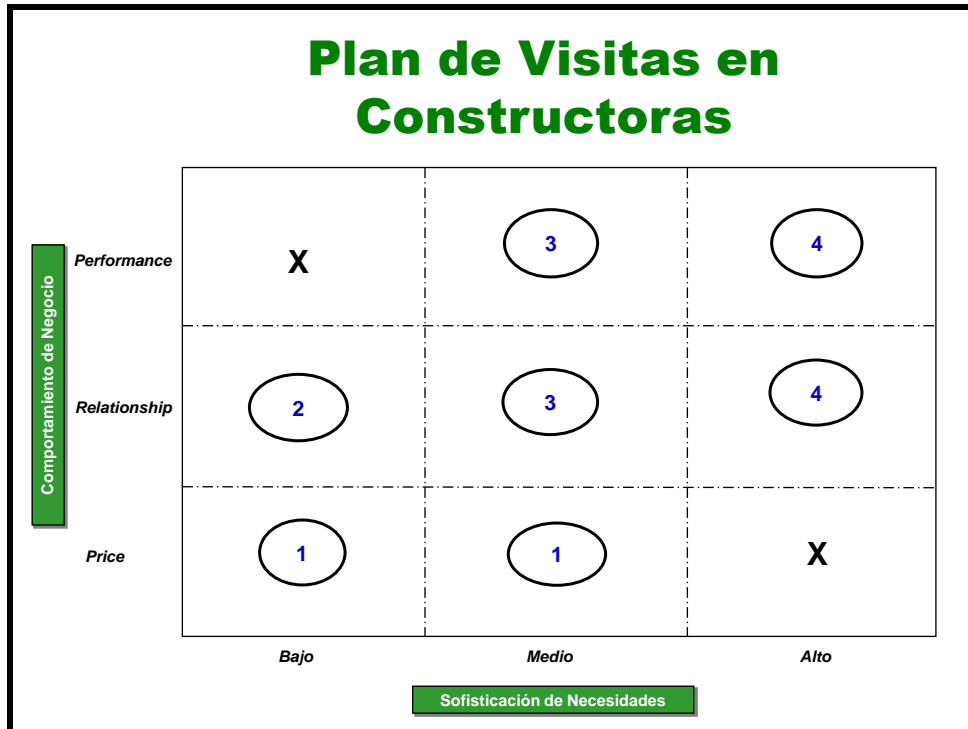 Plan de Visitas en
Constructoras
Comportamiento de Negocio
Performance
X
3
4
Relationship
2
3
4
Price
1
1
X
Bajo
Medio
Alto
Sofisticación de Necesidades